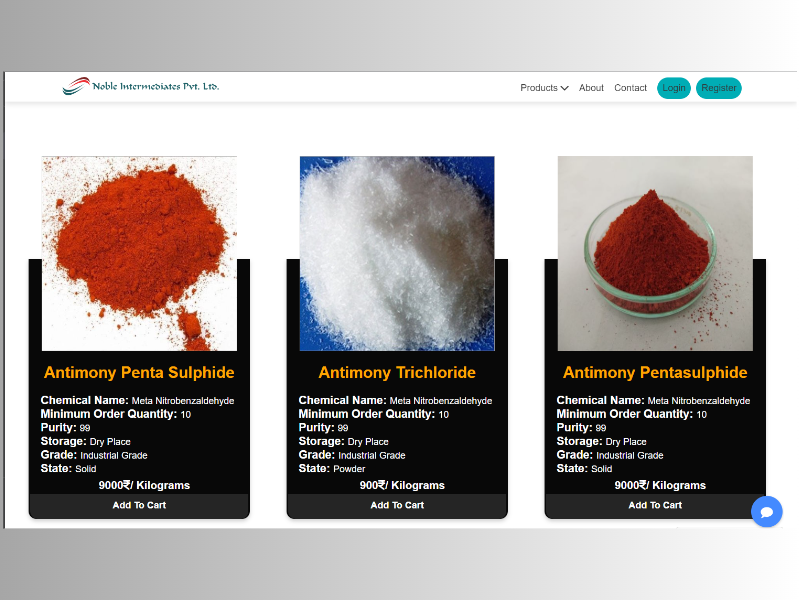 Noble Intermediates Pvt. Ltd.
Products About Contact Login Register
Antimony Penta Sulphide
Chemical Name: Meta Nitrobenzaldehyde
Minimum Order Quantity: 10
Purity: 99
Storage: Dry Place
Grade: Industrial Grade
State: Solid
9000₹/ Kilograms
Add To Cart
Antimony Trichloride
Chemical Name: Meta Nitrobenzaldehyde
Minimum Order Quantity: 10
Purity: 99
Storage: Dry Place
Grade: Industrial Grade
State: Powder
900₹/ Kilograms
Add To Cart
Antimony Pentasulphide
Chemical Name: Meta Nitrobenzaldehyde
Minimum Order Quantity: 10
Purity: 99
Storage: Dry Place
Grade: Industrial Grade
State: Solid
9000₹/ Kilograms
Add To Cart